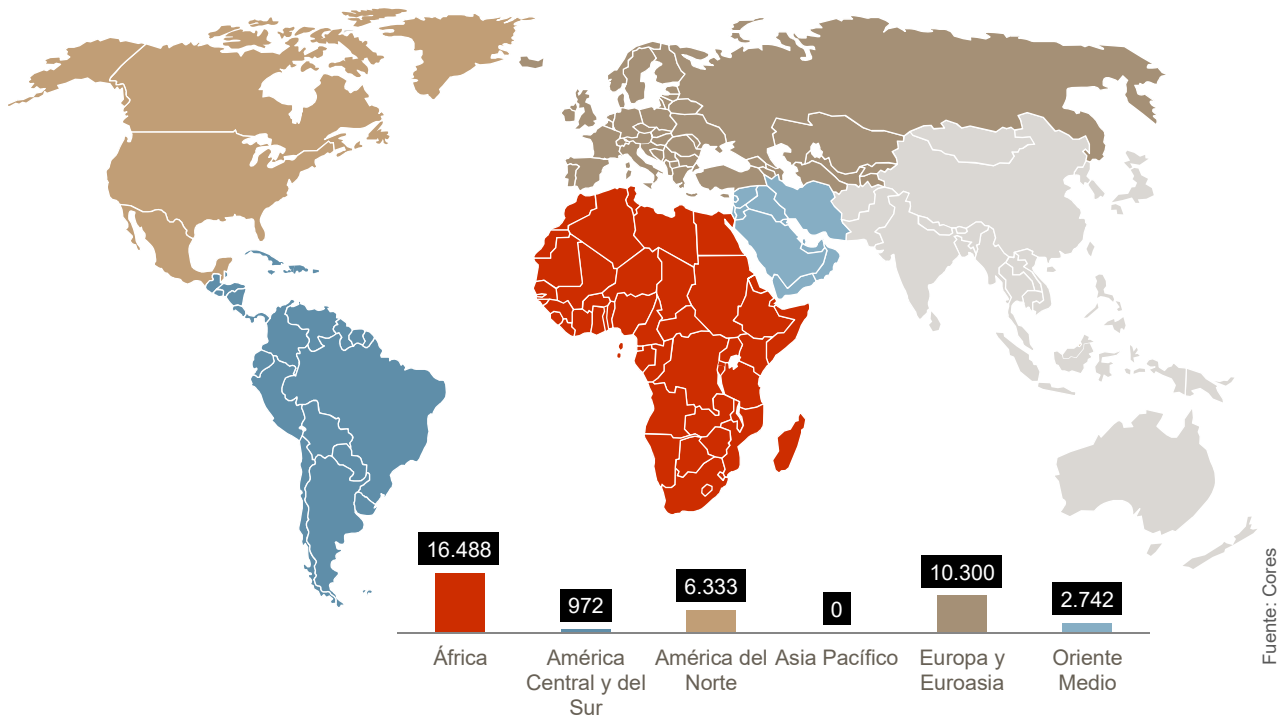 16.488
972
6.333
0
10.300
2.742
África
América
Central y del
Sur
América del
Norte
Asia Pacífico
Europa y
Euroasia
Oriente
Medio
Fuente: Cores